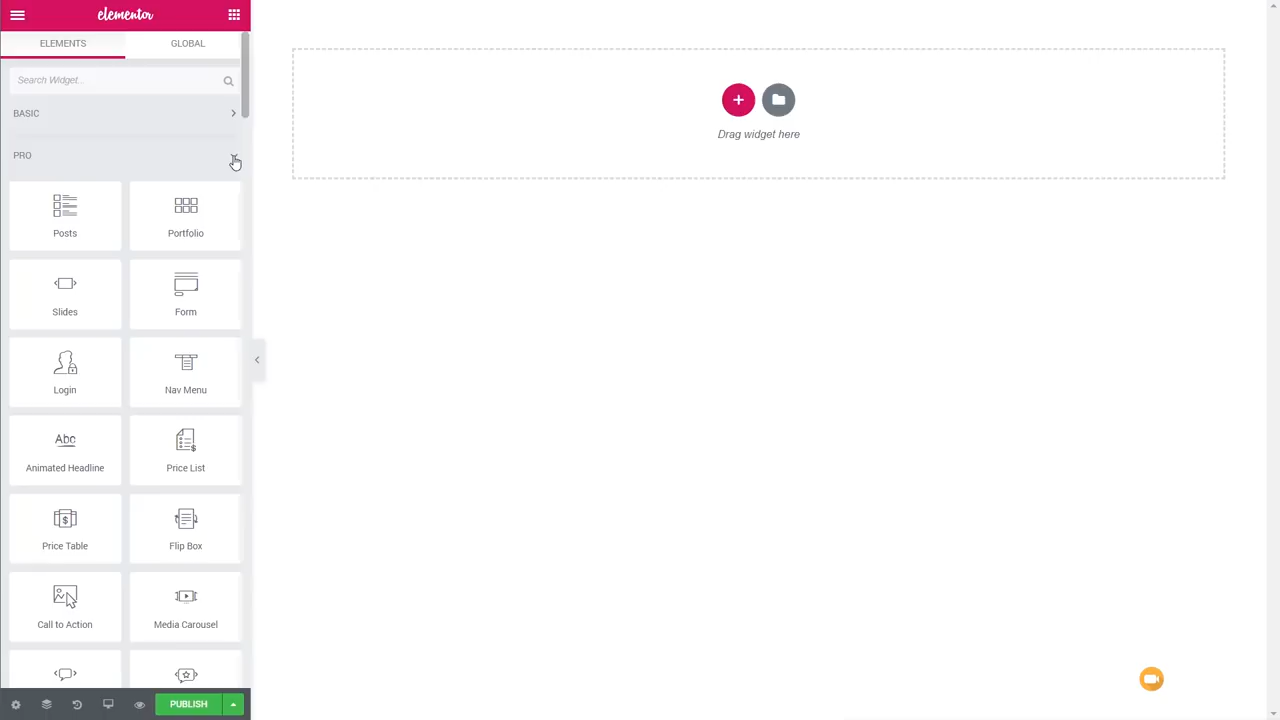 elementor
ELEMENTS GLOBAL
Search Widget...
BASIC
PRO
Posts Portfolio
Slides Form
Login Nav Menu
Abc
Animated Headline Price List
Price Table Flip Box
Call to Action Media Carousel
PUBLISH
Drag widget here